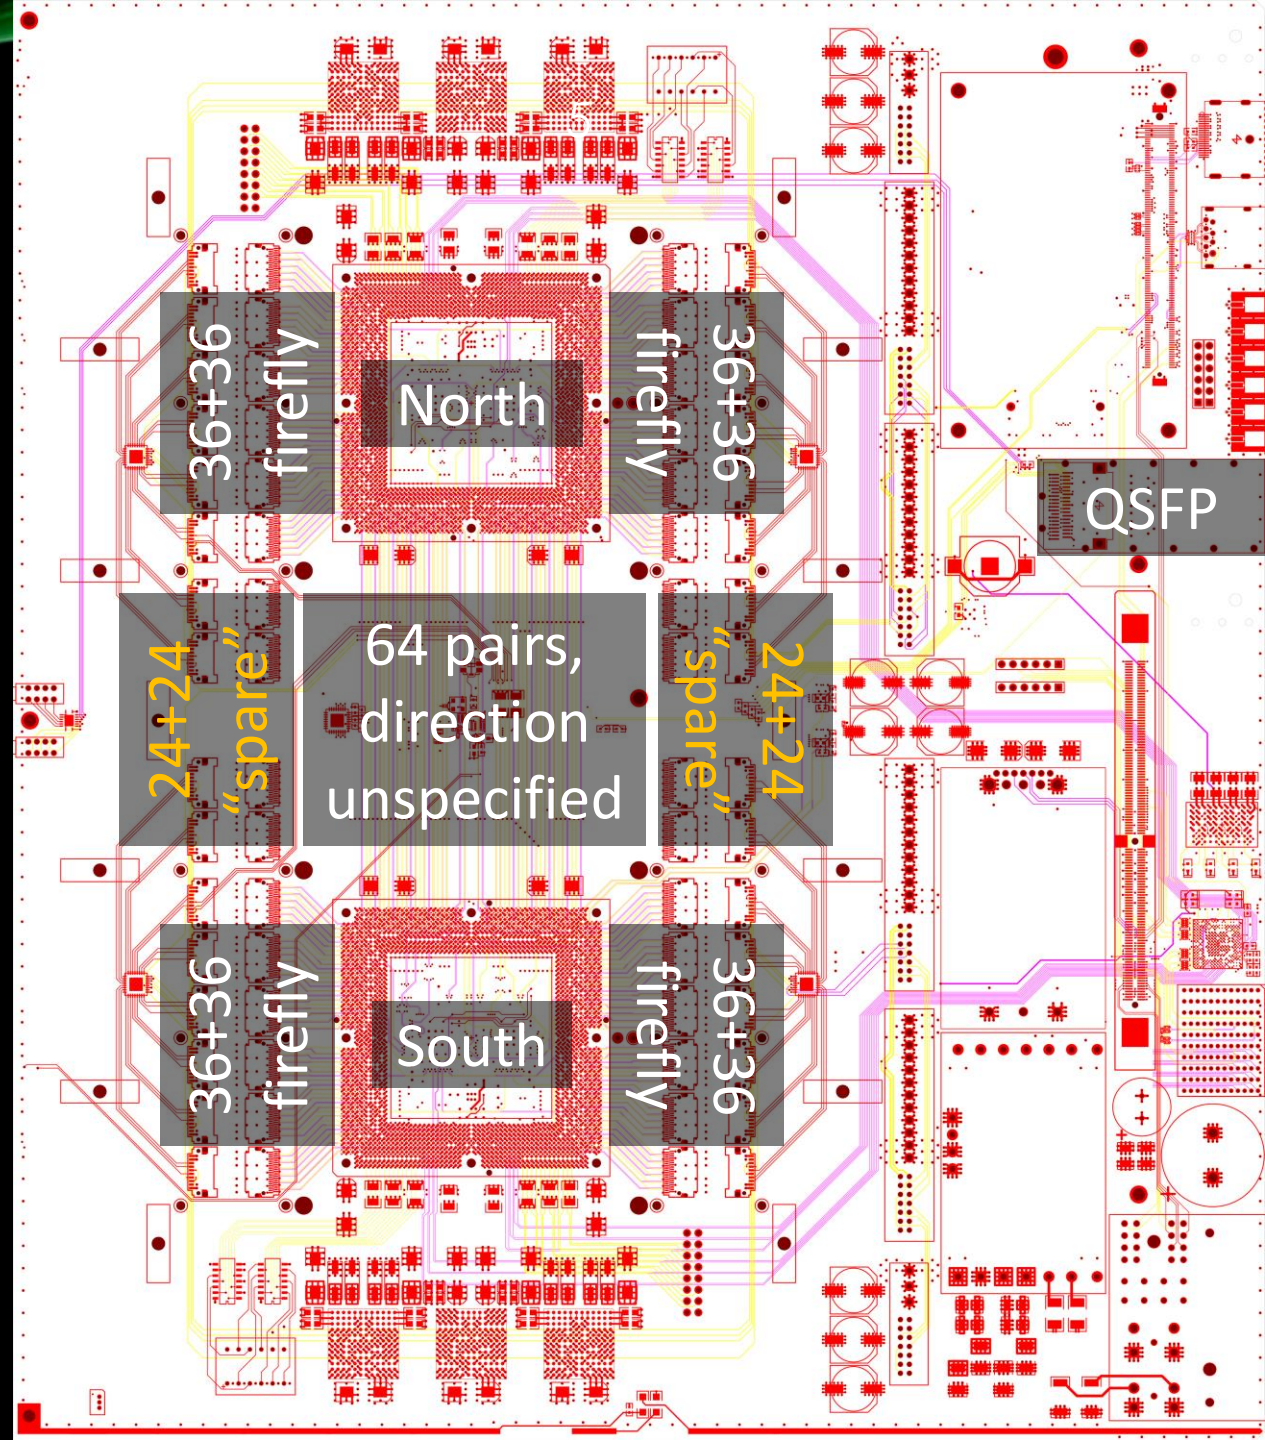 5
36+36
firefly
North
36+36
firefly
QSFP
24+24
“spare”
64 pairs,
direction
unspecified
24+24
“spare”
36+36
firefly
South
36+36
firefly